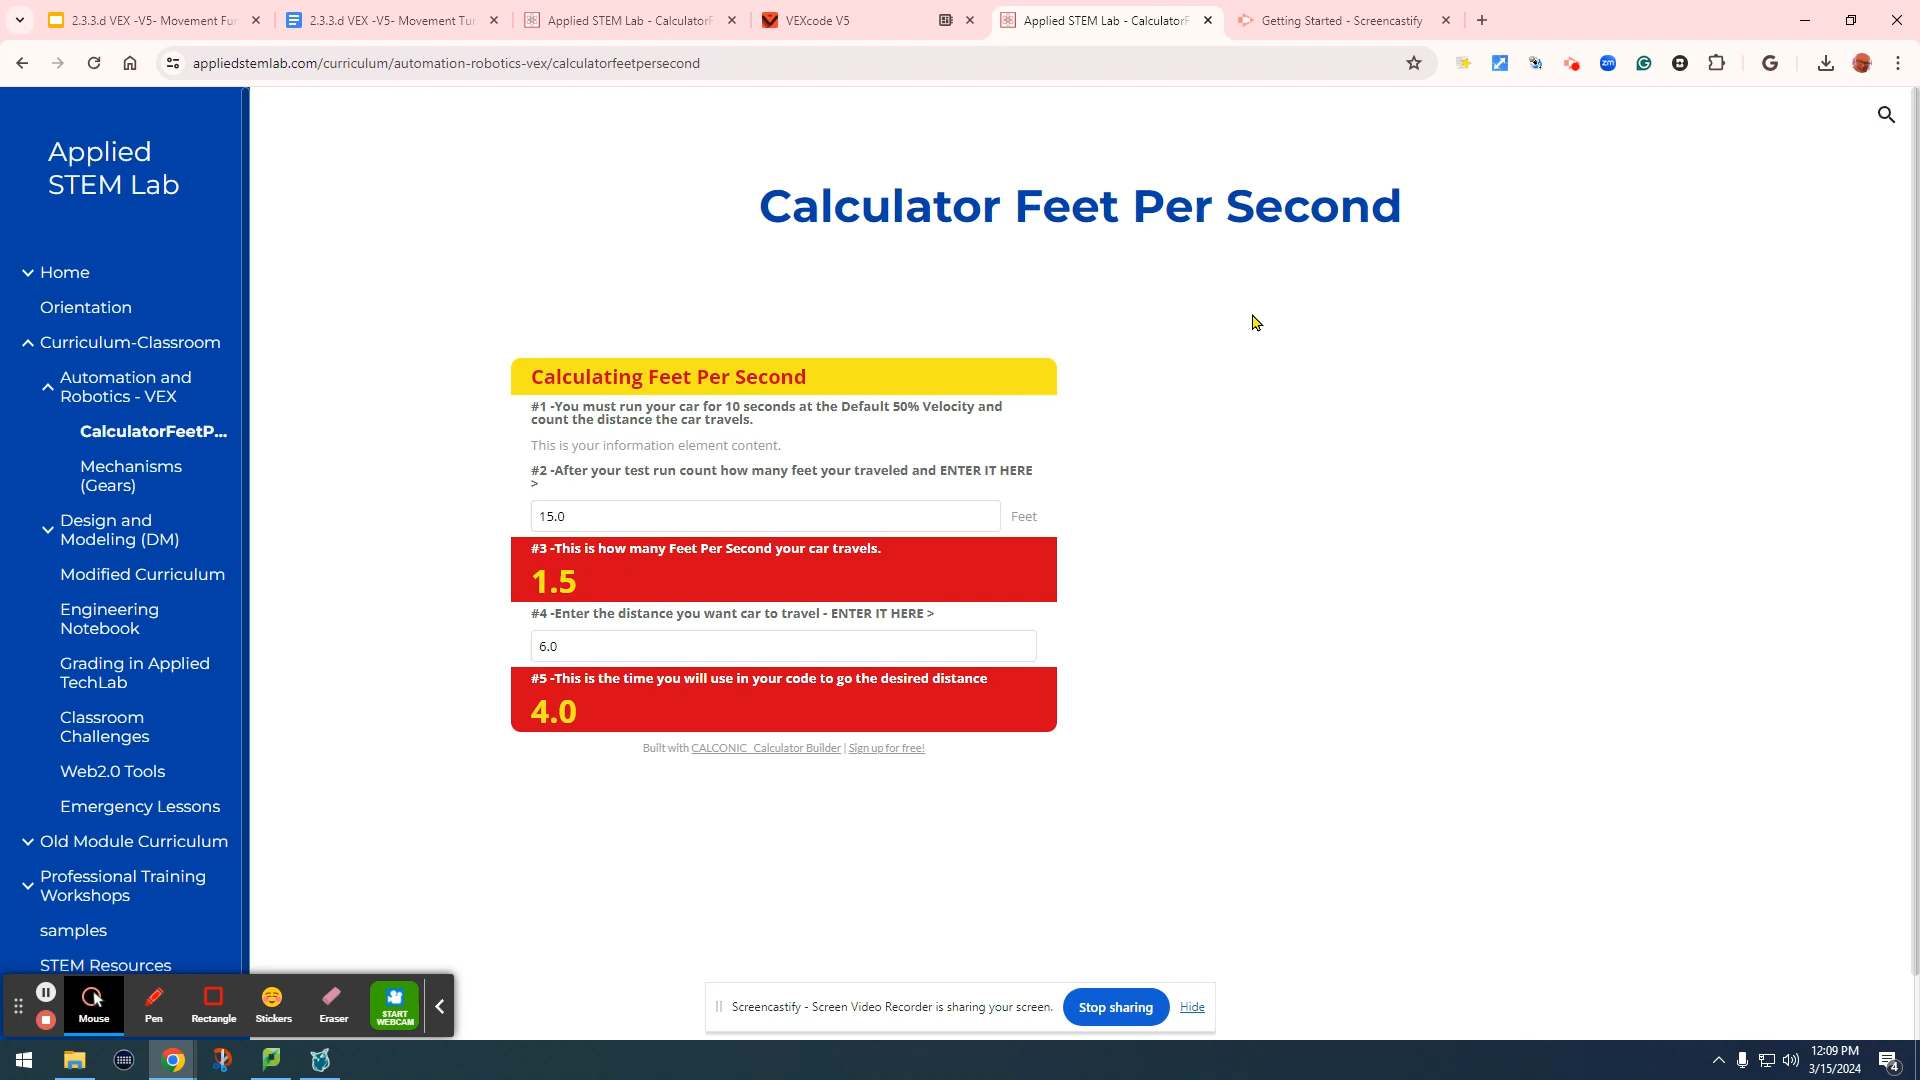 2.3.3.d VEX -V5- Movement Fur
2.3.3.d VEX -V5- Movement Tur
Applied STEM Lab - CalculatorF
VEXcode V5
Applied STEM Lab - CalculatorF
Getting Started - Screencastify
appliedstemlab.com/curriculum/automation-robotics-vex/calculatorfeetpersecond
zm
G
Applied
STEM Lab
Home
Orientation
Curriculum-Classroom
Automation and
Robotics - VEX
CalculatorFeetP...
Mechanisms
(Gears)
Design and
Modeling (DM)
Modified Curriculum
Engineering
Notebook
Grading in Applied
TechLab
Classroom
Challenges
Web2.0 Tools
Emergency Lessons
Old Module Curriculum
Professional Training
Workshops
samples
STEM Resources
Calculator Feet Per Second
Calculating Feet Per Second
#1 -You must run your car for 10 seconds at the Default 50% Velocity and
count the distance the car travels.
This is your information element content.
#2 -After your test run count how many feet your traveled and ENTER IT HERE
>
15.0
Feet
#3 -This is how many Feet Per Second your car travels.
1.5
#4 -Enter the distance you want car to travel - ENTER IT HERE >
6.0
#5 -This is the time you will use in your code to go the desired distance
4.0
Built with CALCONIC_ Calculator Builder | Sign up for free!
Mouse
Pen
Rectangle
Stickers
Eraser
START
WEBCAM
Screencastify - Screen Video Recorder is sharing your screen.
Stop sharing
Hide
12:09 PM
3/15/2024
4